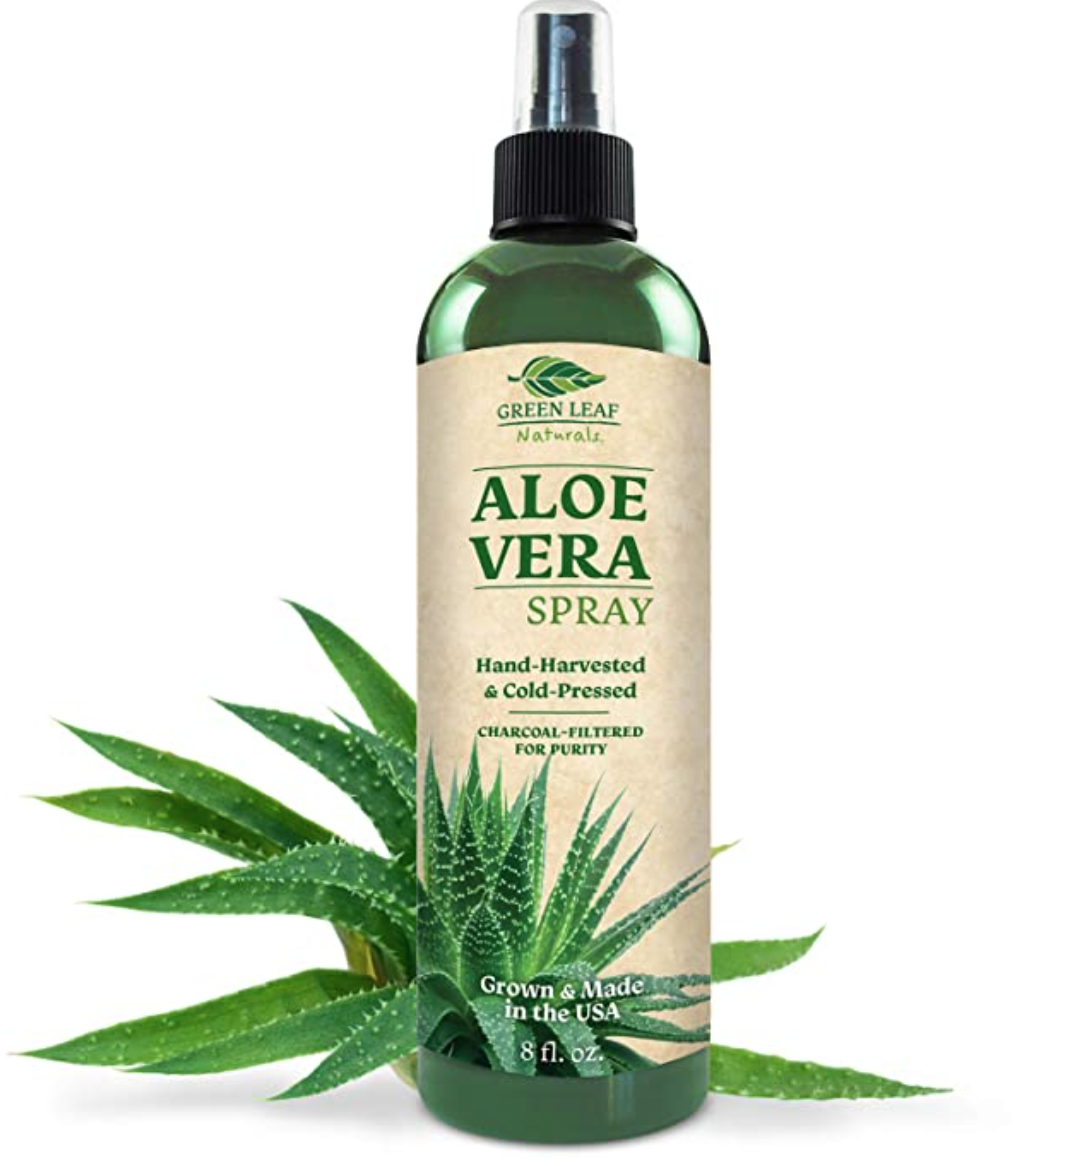 GREEN LEAF
Naturals.
ALOE
VERA
SPRAY
Hand-Harvested
& Cold-Pressed
CHARCOAL-FILTERED
FOR PURITY
Grown & Made
in the USA
8 fl. oz.